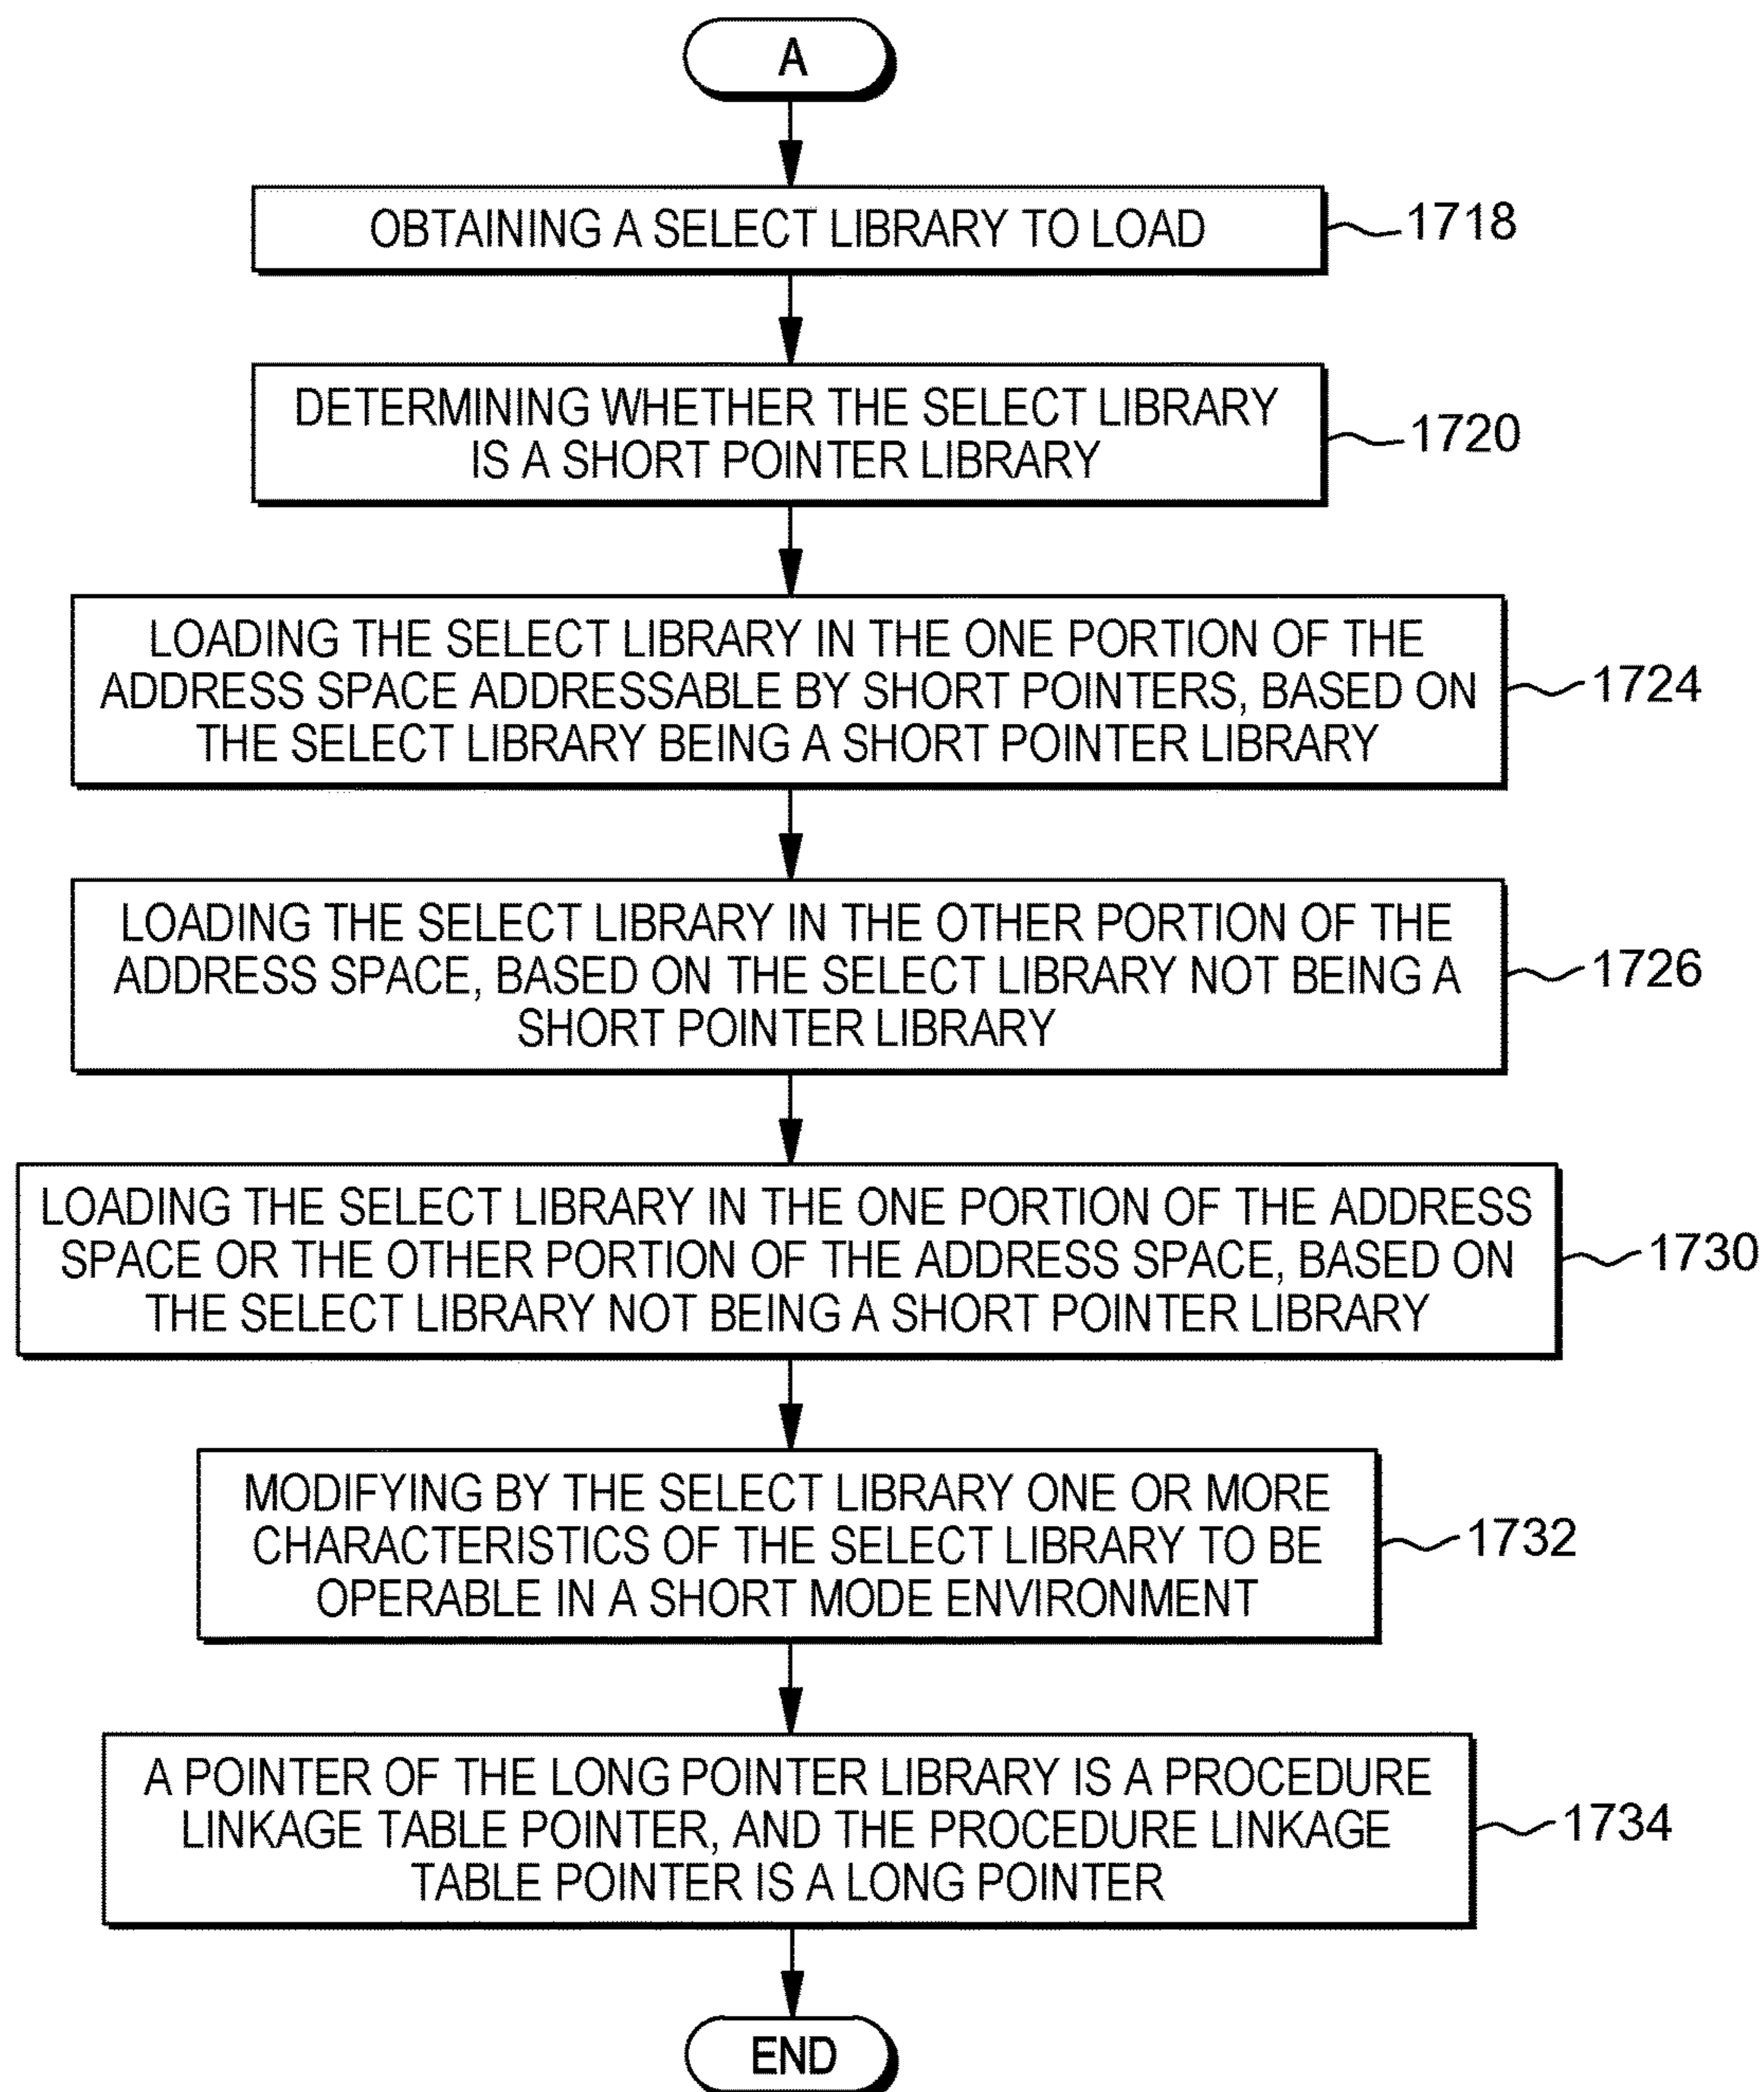 A
OBTAINING A SELECT LIBRARY TO LOAD
1718
DETERMINING WHETHER THE SELECT LIBRARY
IS A SHORT POINTER LIBRARY
1720
LOADING THE SELECT LIBRARY IN THE ONE PORTION OF THE
ADDRESS SPACE ADDRESSABLE BY SHORT POINTERS, BASED ON
THE SELECT LIBRARY BEING A SHORT POINTER LIBRARY
1724
LOADING THE SELECT LIBRARY IN THE OTHER PORTION OF THE
ADDRESS SPACE, BASED ON THE SELECT LIBRARY NOT BEING A
SHORT POINTER LIBRARY
1726
LOADING THE SELECT LIBRARY IN THE ONE PORTION OF THE ADDRESS
SPACE OR THE OTHER PORTION OF THE ADDRESS SPACE, BASED ON
THE SELECT LIBRARY NOT BEING A SHORT POINTER LIBRARY
1730
MODIFYING BY THE SELECT LIBRARY ONE OR MORE
CHARACTERISTICS OF THE SELECT LIBRARY TO BE
OPERABLE IN A SHORT MODE ENVIRONMENT
1732
A POINTER OF THE LONG POINTER LIBRARY IS A PROCEDURE
LINKAGE TABLE POINTER, AND THE PROCEDURE LINKAGE
TABLE POINTER IS A LONG POINTER
1734
END